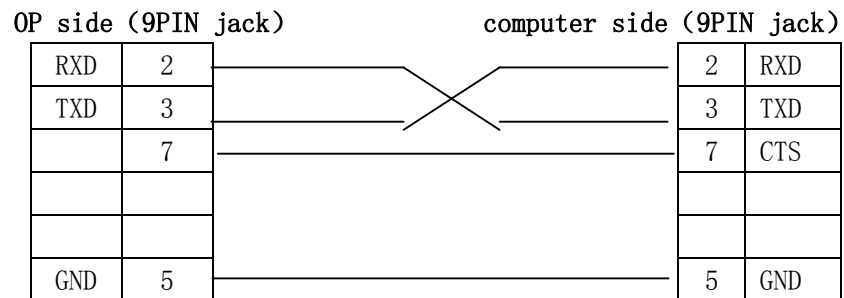 OP side (9PIN jack) computer side (9PIN jack)
RXD 2 2 RXD
TXD 3 3 TXD
7 7 CTS
GND 5 5 GND